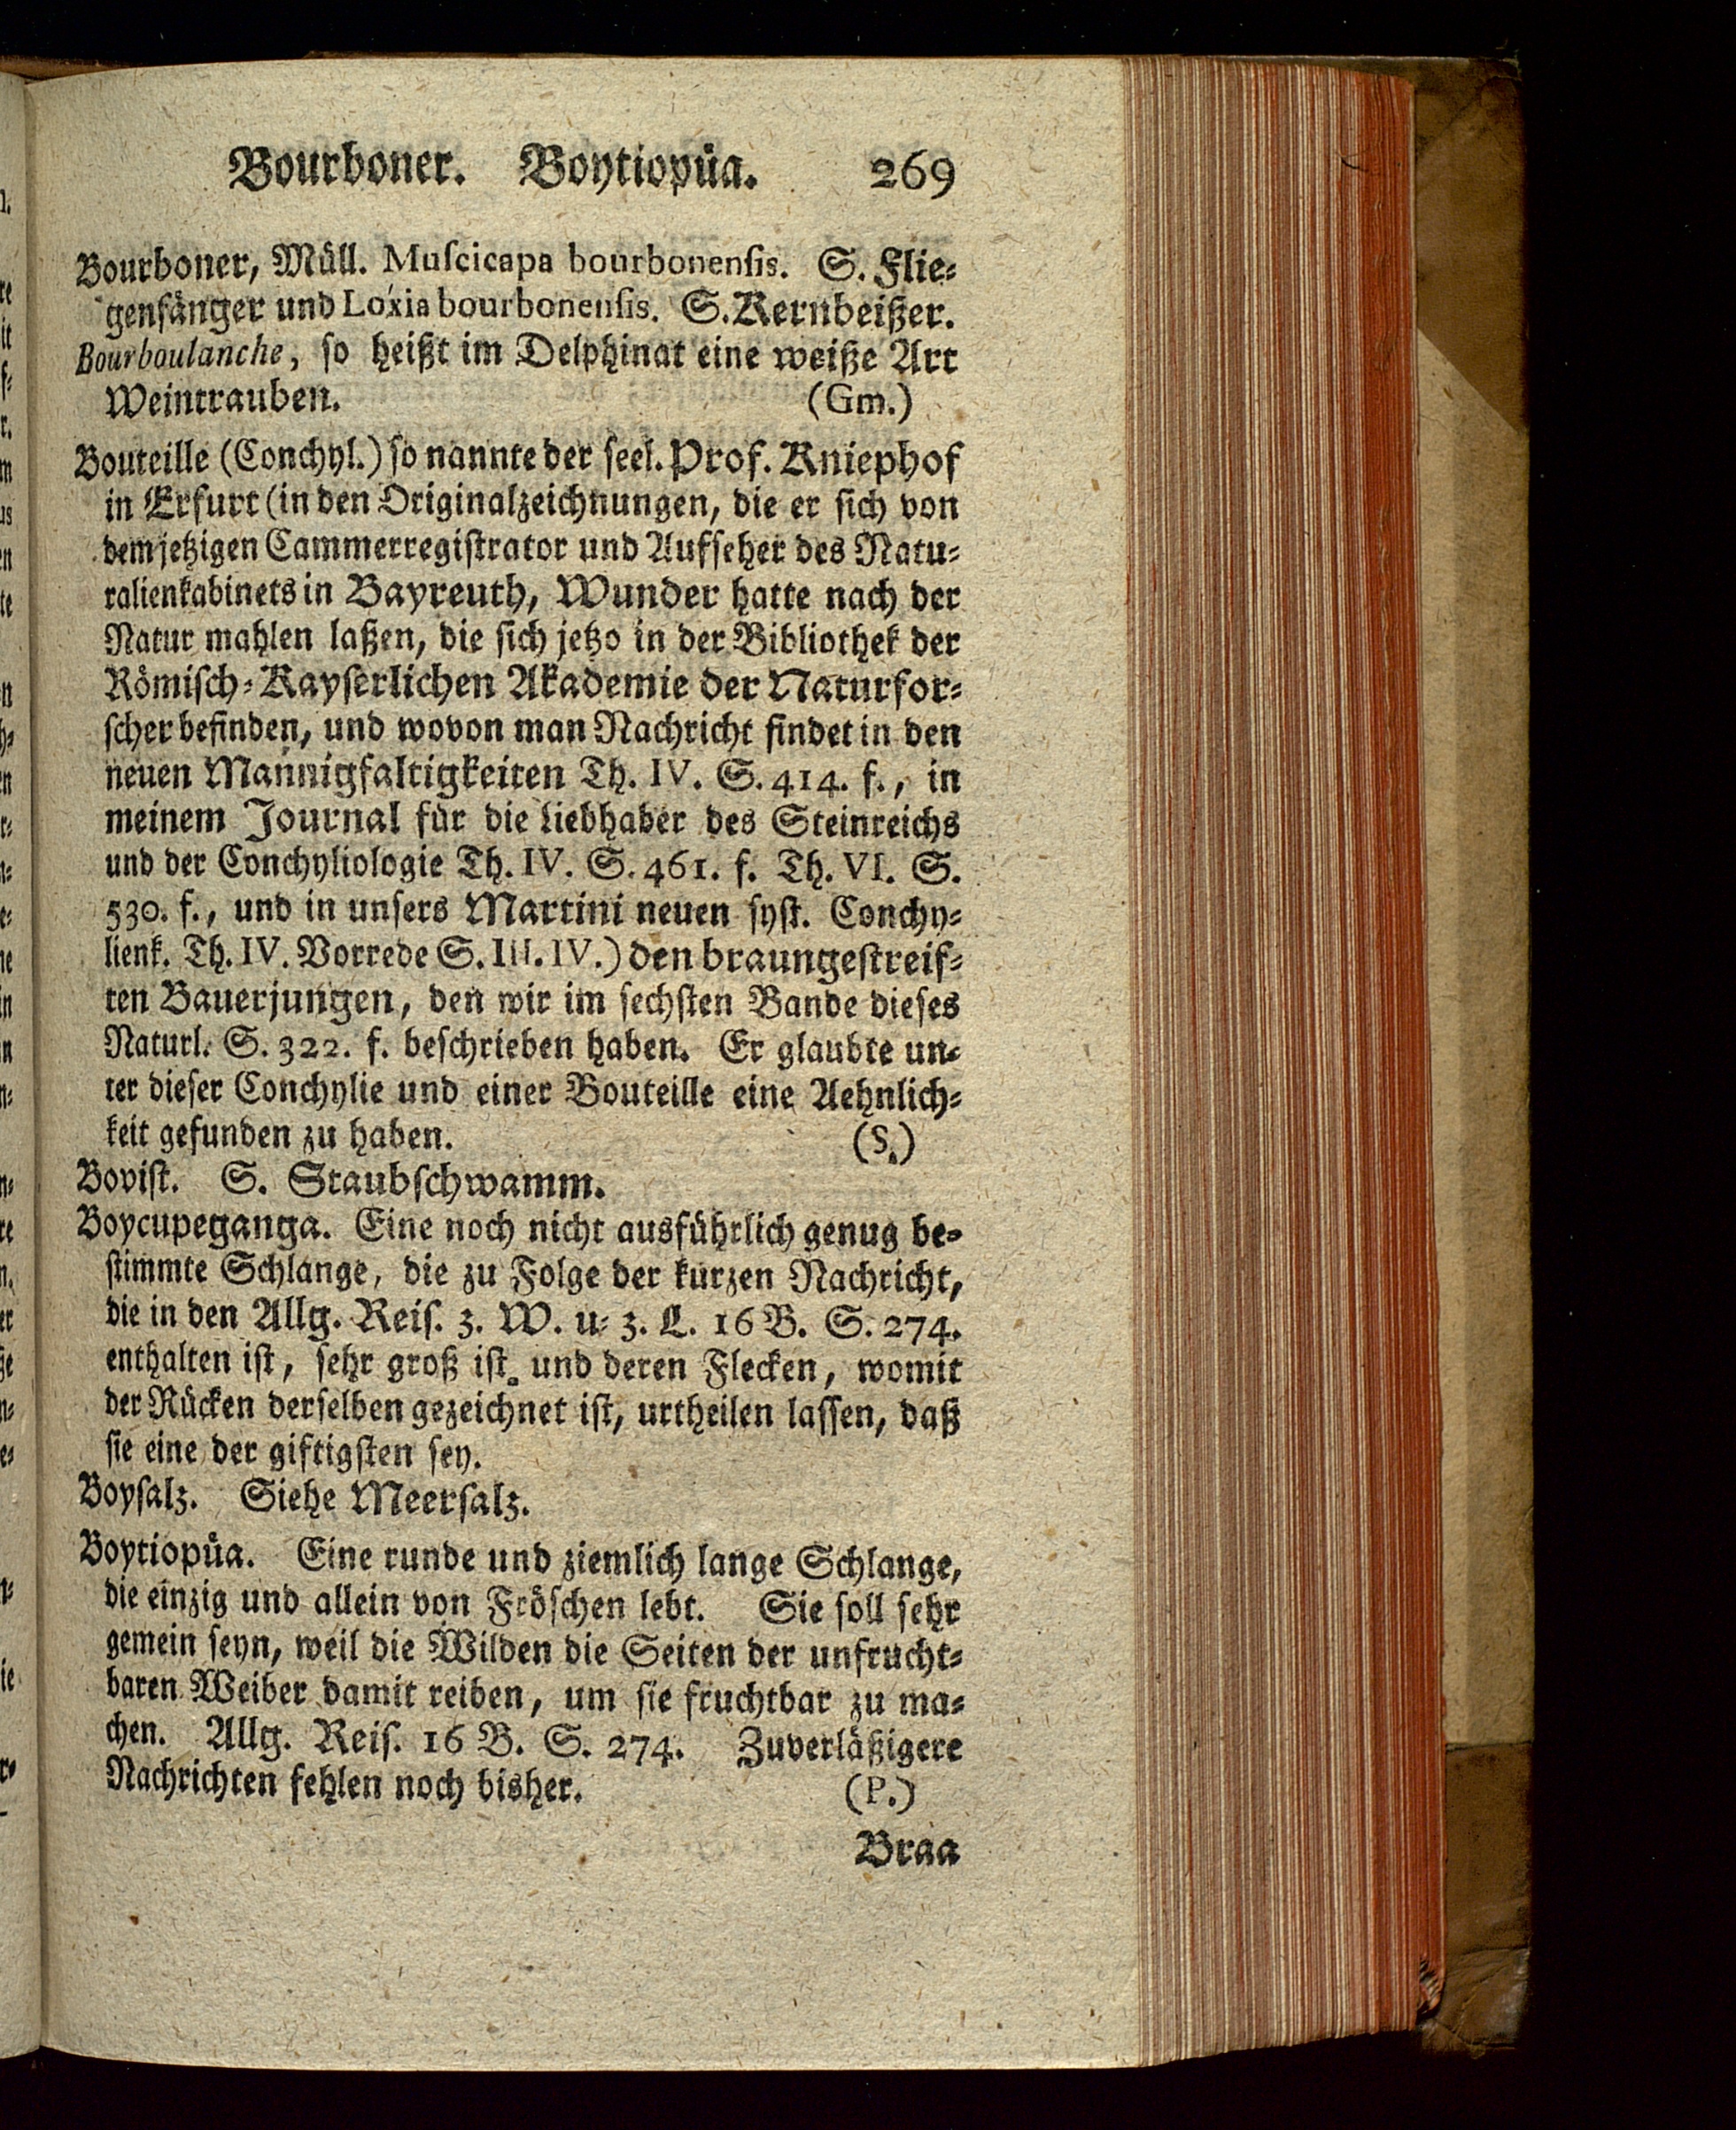 Bourboner. Boytiopüa. 269
Bourboner, Müll. Muſcicapa bourbonenſis. S. Flie⸗
genfänger und Loxia bourbonenſis. S. Kernbeißer.
Bourboulanche, ſo heißt im Delphinat eine weiße Art
Weintrauben. (Gm.)
Bouteille (Conchyl.) ſo nannte der ſeel. Prof. Kniephof
in Erfurt (in den Originalzeichnungen, die er ſich von
dem jetzigen Cammerregiſtrator und Aufſeher des Natu⸗
ralienkabinets in Bayreuth, Wunder hatte nach der
Natur mahlen laßen, die ſich jetzo in der Bibliothek der
Römiſch⸗Kayſerlichen Akademie der Naturfor⸗
ſcher befinden, und wovon man Nachricht findet in den
neuen Mannigfaltigkeiten Th. IV. S. 414. f., in
meinem Journal für die Liebhaber des Steinreichs
und der Conchyliologie Th. IV. S. 461. f. Th. VI. S.
530. f., und in unſers Martini neuen ſyſt. Conchy⸗
lienk. Th. IV. Vorrede S. III. IV.) den braungeſtreif⸗
ten Bauerjungen, den wir im ſechſten Bande dieſes
Naturl. S. 322. f. beſchrieben haben. Er glaubte un⸗
ter dieſer Conchylie und einer Bouteille eine Aehnlich⸗
keit gefunden zu haben. (S.)
Boviſt. S. Staubſchwamm.
Boycupeganga. Eine noch nicht ausführlich genug be⸗
ſtimmte Schlange, die zu Folge der kurzen Nachricht,
die in den Allg. Reiſ. z. W. u. z. L. 16 B. S. 274.
enthalten iſt, ſehr groß iſt. und deren Flecken, womit
der Rücken derſelben gezeichnet iſt, urtheilen laſſen, daß
ſie eine der giftigſten ſey.
Boyſalz. Siehe Meerſalz.
Boytiopüa. Eine runde und ziemlich lange Schlange,
die einzig und allein von Fröſchen lebt. Sie ſoll ſehr
gemein ſeyn, weil die Wilden die Seiten der unfrucht⸗
baren Weiber damit reiben, um ſie fruchtbar zu ma⸗
chen. Allg. Reiſ. 16 B. S. 274. Zuverläßigere
Nachrichten fehlen noch bisher. (P.)
Braa